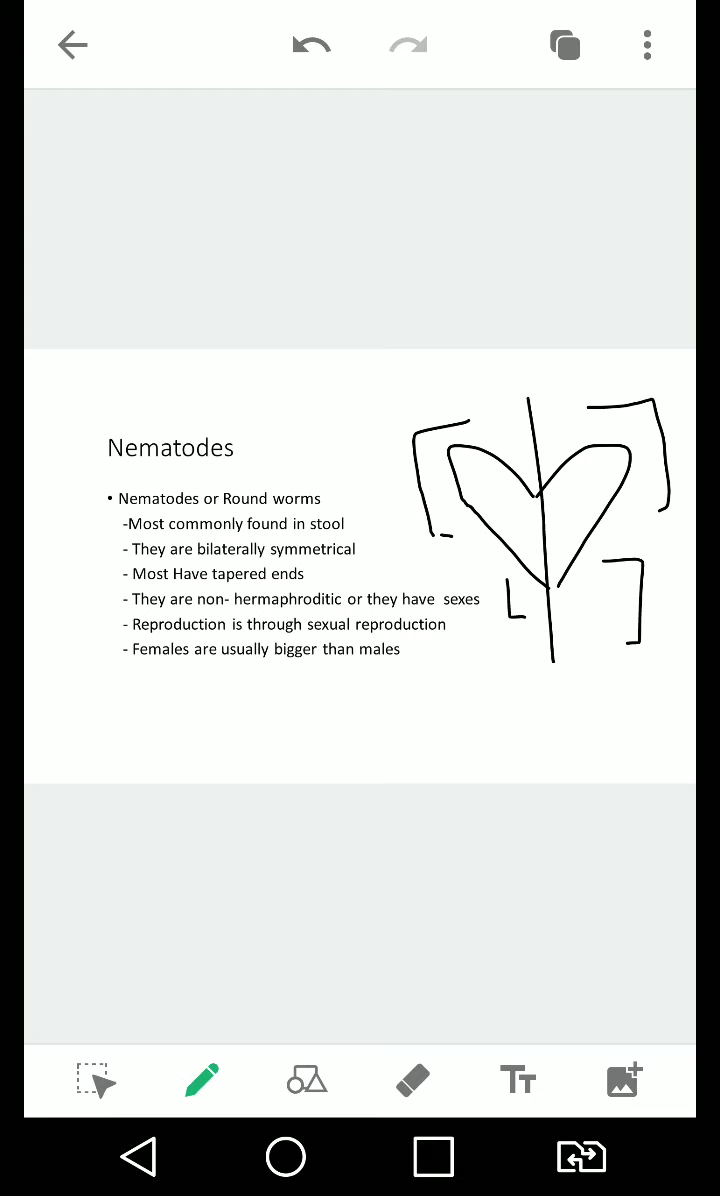 Nematodes
• Nematodes or Round worms
-Most commonly found in stool
- They are bilaterally symmetrical
- Most Have tapered ends
- They are non- hermaphroditic or they have sexes
- Reproduction is through sexual reproduction
- Females are usually bigger than males